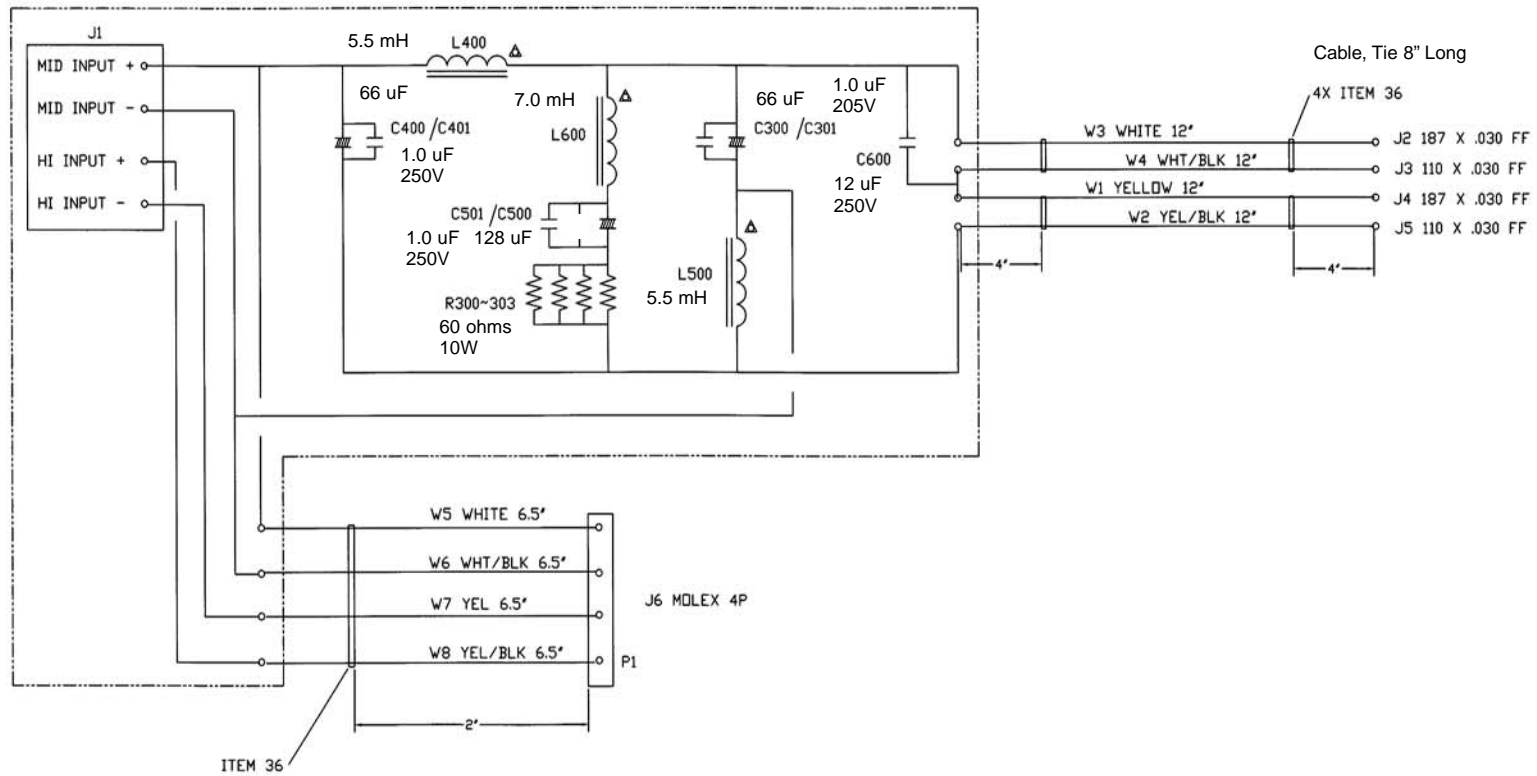 J1
MID INPUT +
MID INPUT -
HI INPUT +
HI INPUT -
5.5 mH
L400
66 uF
C400 /C401
1.0 uF
250V
7.0 mH
L600
C501 /C500
1.0 uF 128 uF
250V
R300~303
60 ohms
10W
66 uF
C300 /C301
L500
5.5 mH
1.0 uF
205V
C600
12 uF
250V
Cable, Tie 8” Long
4X ITEM 36
W3 WHITE 12"
J2 187 X .030 FF
W4 WHT/BLK 12"
J3 110 X .030 FF
W1 YELLOW 12"
J4 187 X .030 FF
W2 YEL/BLK 12"
J5 110 X .030 FF
4"
4"
W5 WHITE 6.5"
W6 WHT/BLK 6.5"
W7 YEL 6.5"
J6 MOLEX 4P
W8 YEL/BLK 6.5"
P1
2"
ITEM 36